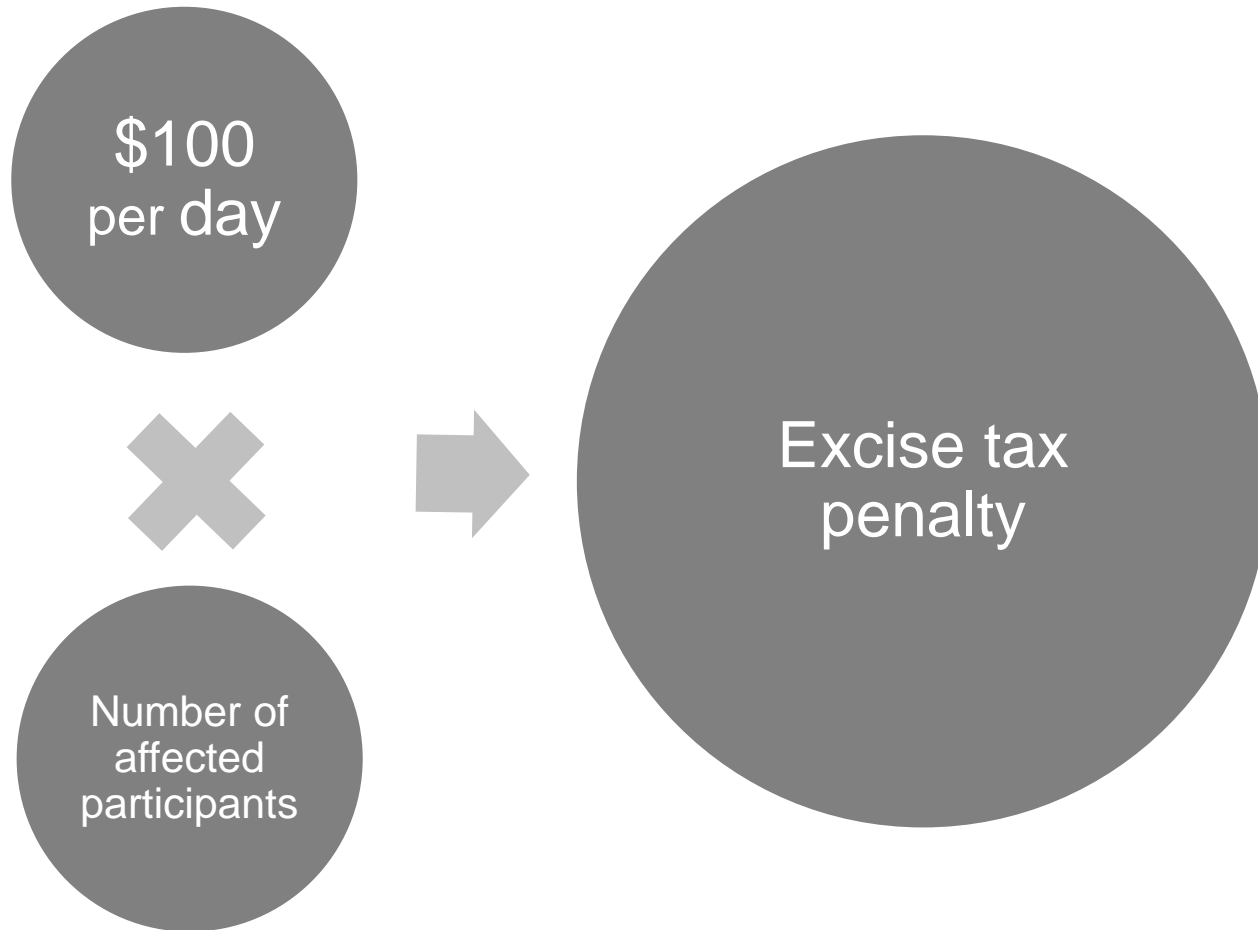 $100
per day
Number of
affected
participants
Excise tax
penalty